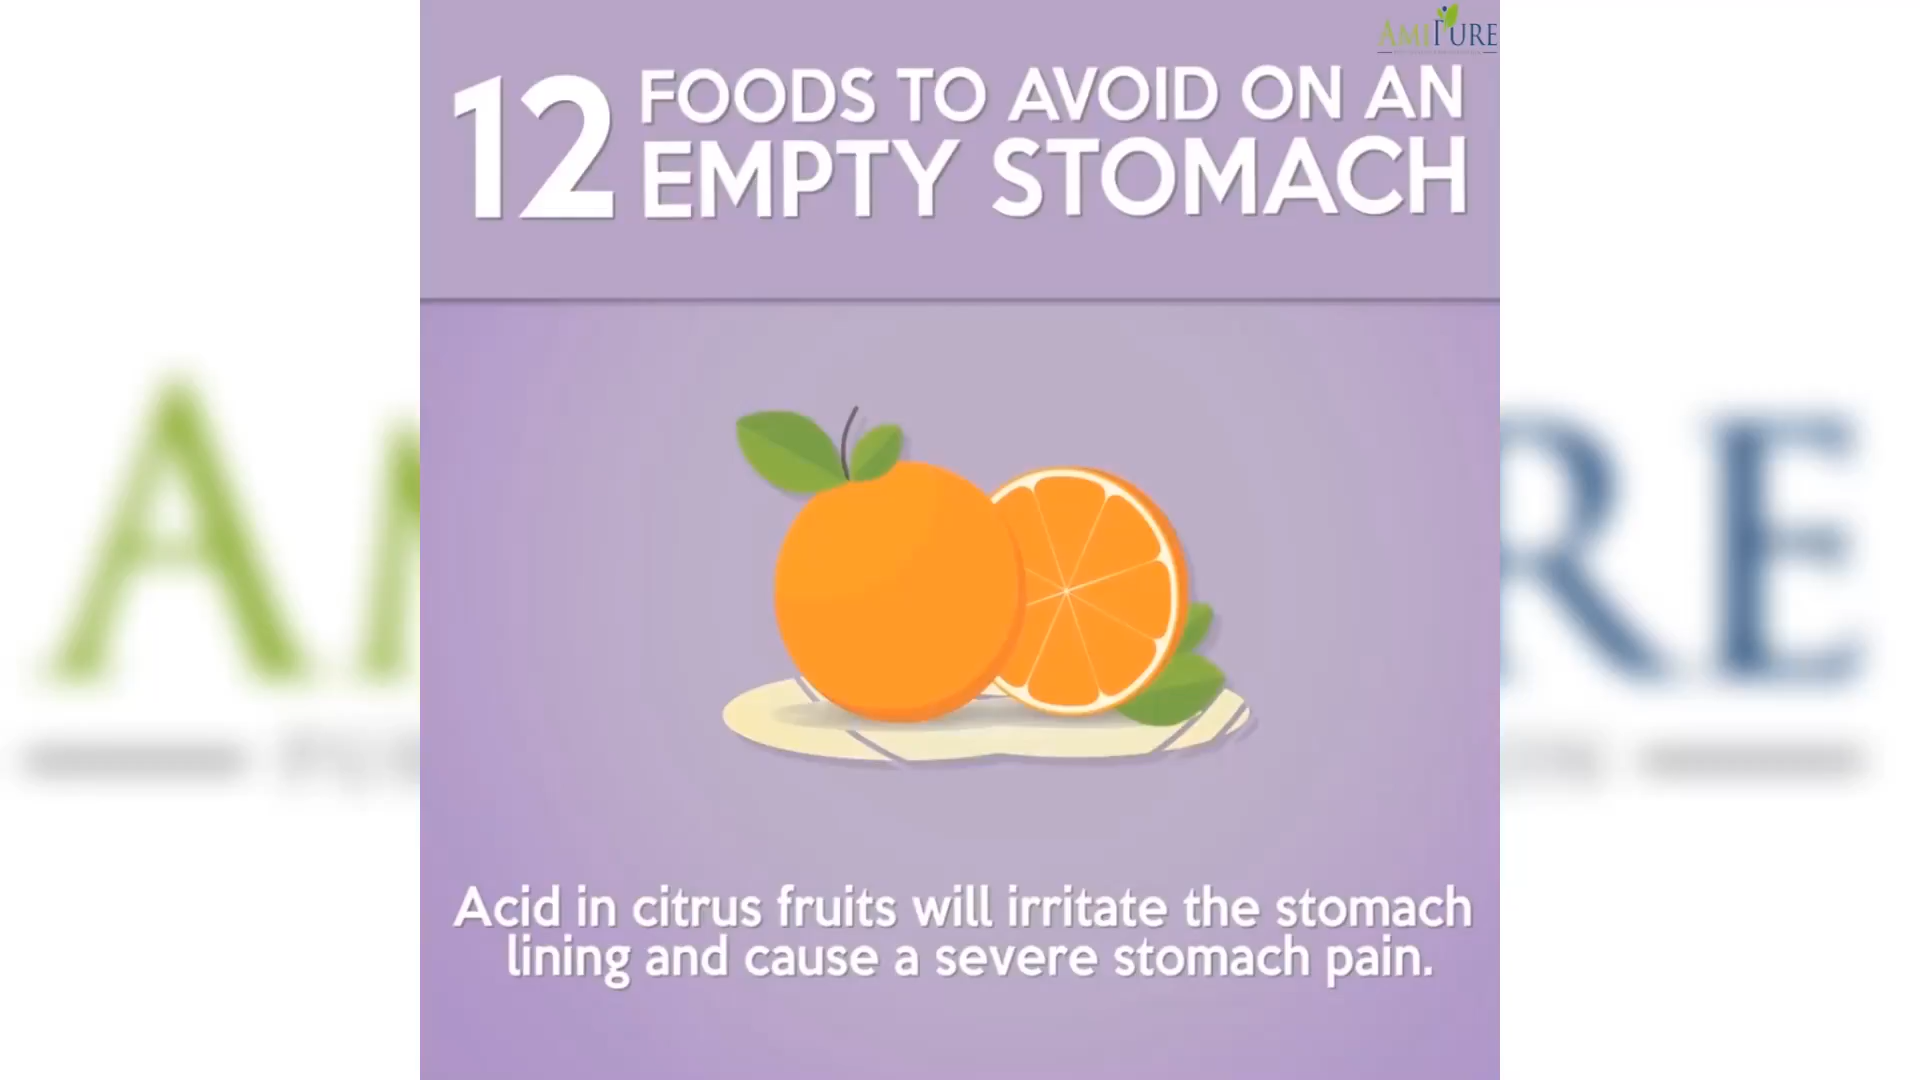 AMIPURE
12 FOODS TO AVOID ON AN
EMPTY STOMACH
Acid in citrus fruits will irritate the stomach
lining and cause a severe stomach pain.
A
RE